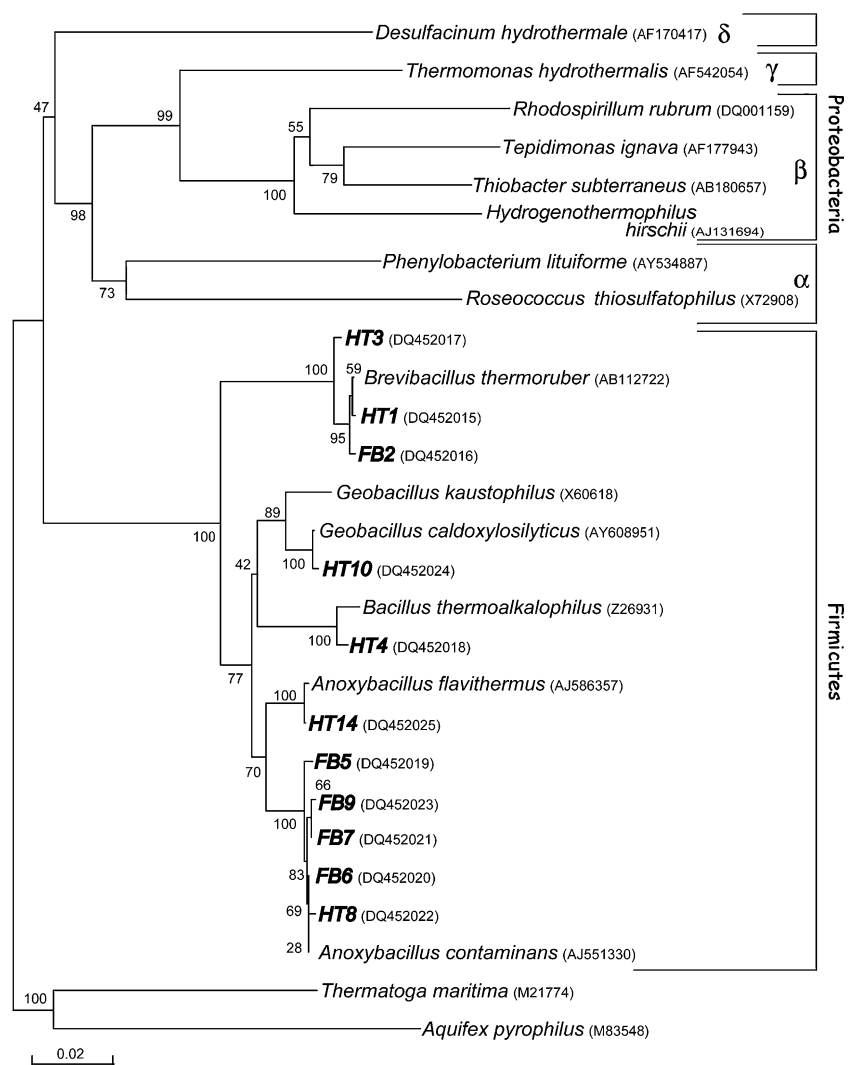 Desulfacinum hydrothermale (AF170417) δ
Thermomonas hydrothermalis (AF542054) γ
47
99
Rhodospirillum rubrum (DQ001159)
55
Tepidimonas ignava (AF177943)
79
Thiobacter subterraneus (AB180657)
β
100
Hydrogenothermophilus
hirschii (AJ131694)
98
Proteobacteria
Phenylobacterium lituiforme (AY534887)
α
73
Roseococcus thiosulfatophilus (X72908)
HT3 (DQ452017)
100
59
Brevibacillus thermoruber (AB112722)
HT1 (DQ452015)
95
FB2 (DQ452016)
Geobacillus kaustophilus (X60618)
89
100
Geobacillus caldoxylosilyticus (AY608951)
100
HT10 (DQ452024)
42
Bacillus thermoalkalophilus (Z26931)
100
HT4 (DQ452018)
Firmicutes
77
Anoxybacillus flavithermus (AJ586357)
100
HT14 (DQ452025)
70
FB5 (DQ452019)
66
FB9 (DQ452023)
100
FB7 (DQ452021)
83
FB6 (DQ452020)
69
HT8 (DQ452022)
28
Anoxybacillus contaminans (AJ551330)
100
Thermatoga maritima (M21774)
Aquifex pyrophilus (M83548)
0.02